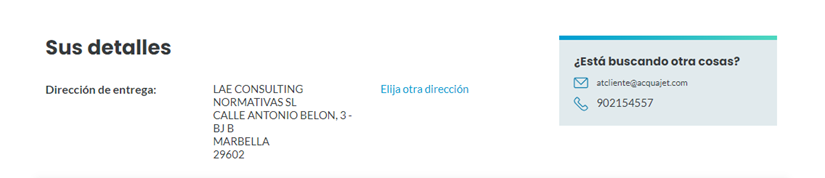 Sus detalles
Dirección de entrega:
LAE CONSULTING
NORMATIVAS SL
CALLE ANTONIO BELON, 3 -
BJ B
MARBELLA
29602
Elija otra dirección
¿Está buscando otra cosas?
atcliente@acquajet.com
902154557